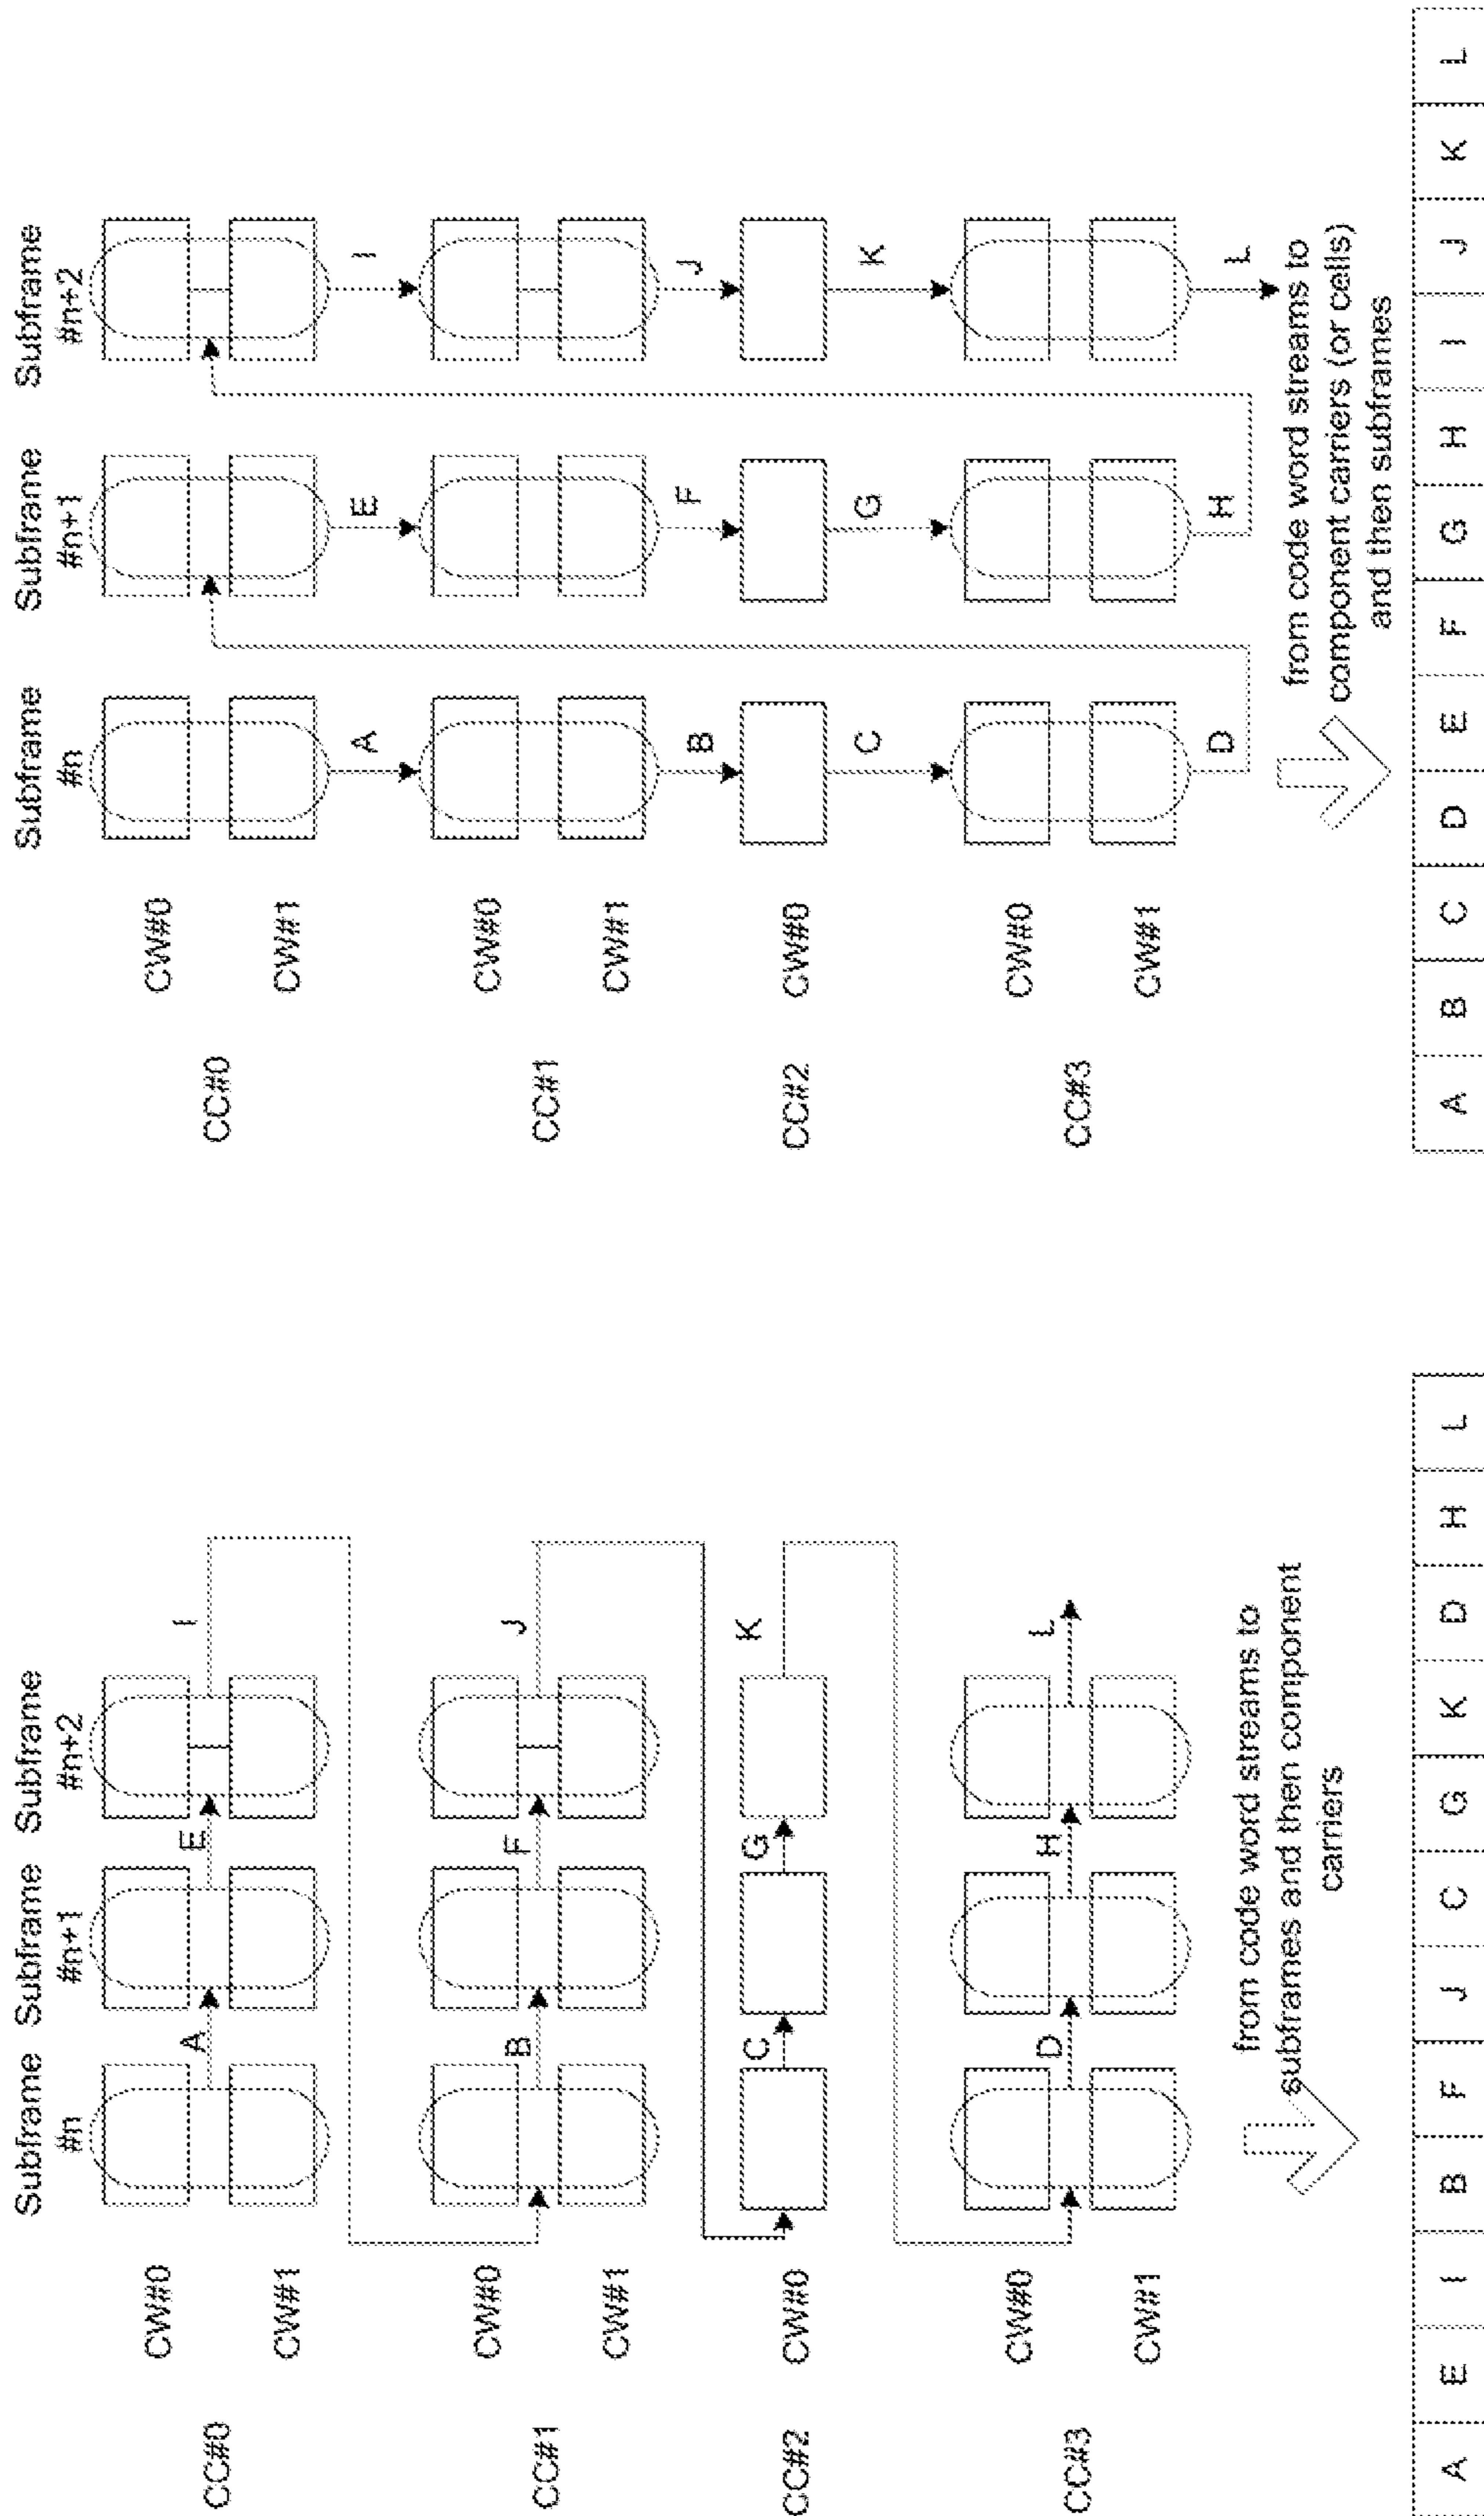 Subframe Subframe Subframe
#n #n+1 #n+2
CC#0
CW#0
CW#1
A E I
CC#1
CW#0
CW#1
B F J
CC#2
CW#0
C G K
CC#3
CW#0
CW#1
D H L
from code word streams to
subframes and then component
carriers
A E I B F J C G K D H L
Subframe Subframe Subframe
#n #n+1 #n+2
CC#0
CW#0
CW#1
A E I
CC#1
CW#0
CW#1
B F J
CC#2
CW#0
C G K
CC#3
CW#0
CW#1
D H L
from code word streams to
component carriers (or cells)
and then subframes
A B C D E F G H I J K L